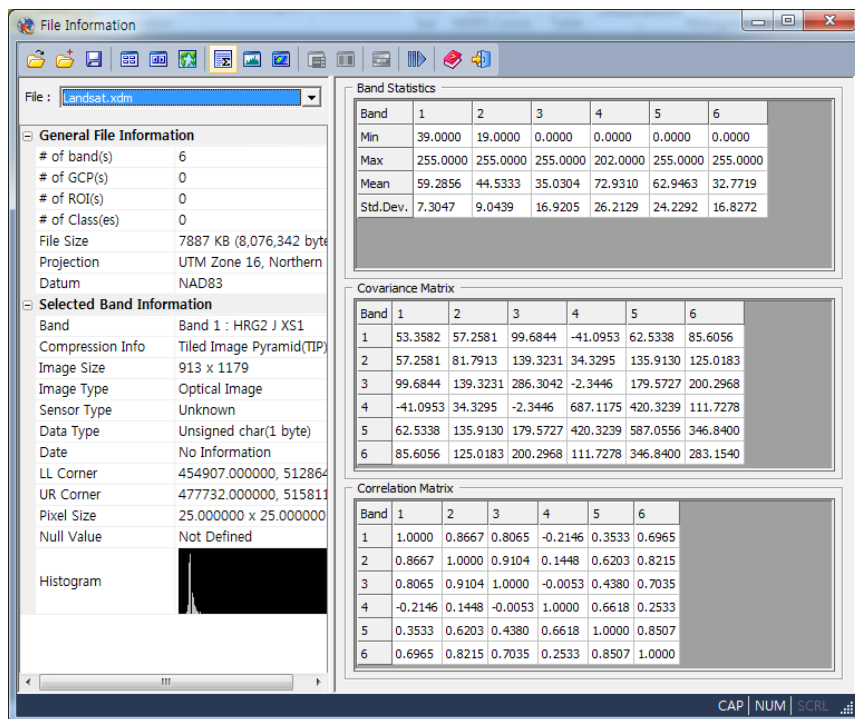 File Information
File : Landsat.xdm
General File Information
# of band(s) 6
# of GCP(s) 0
# of ROI(s) 0
# of Class(es) 0
File Size 7887 KB (8,076,342 byte
Projection UTM Zone 16, Northern
Datum NAD83
Selected Band Information
Band Band 1 : HRG2 J XS1
Compression Info Tiled Image Pyramid(TIP)
Image Size 913 x 1179
Image Type Optical Image
Sensor Type Unknown
Data Type Unsigned char(1 byte)
Date No Information
LL Corner 454907.000000, 512864
UR Corner 477732.000000, 515811
Pixel Size 25.000000 x 25.000000
Null Value Not Defined
Histogram
Band Statistics
Band 1 2 3 4 5 6
Min 39.0000 19.0000 0.0000 0.0000 0.0000 0.0000
Max 255.0000 255.0000 255.0000 202.0000 255.0000 255.0000
Mean 59.2856 44.5333 35.0304 72.9310 62.9463 32.7719
Std.Dev. 7.3047 9.0439 16.9205 26.2129 24.2292 16.8272
Covariance Matrix
Band 1 2 3 4 5 6
1 53.3582 57.2581 99.6844 -41.0953 62.5338 85.6056
2 57.2581 81.7913 139.3231 34.3295 135.9130 125.0183
3 99.6844 139.3231 286.3042 -2.3446 179.5727 200.2968
4 -41.0953 34.3295 -2.3446 687.1175 420.3239 111.7278
5 62.5338 135.9130 179.5727 420.3239 587.0556 346.8400
6 85.6056 125.0183 200.2968 111.7278 346.8400 283.1540
Correlation Matrix
Band 1 2 3 4 5 6
1 1.0000 0.8667 0.8065 -0.2146 0.3533 0.6965
2 0.8667 1.0000 0.9104 0.1448 0.6203 0.8215
3 0.8065 0.9104 1.0000 -0.0053 0.4380 0.7035
4 -0.2146 0.1448 -0.0053 1.0000 0.6618 0.2533
5 0.3533 0.6203 0.4380 0.6618 1.0000 0.8507
6 0.6965 0.8215 0.7035 0.2533 0.8507 1.0000
CAP NUM SCRL